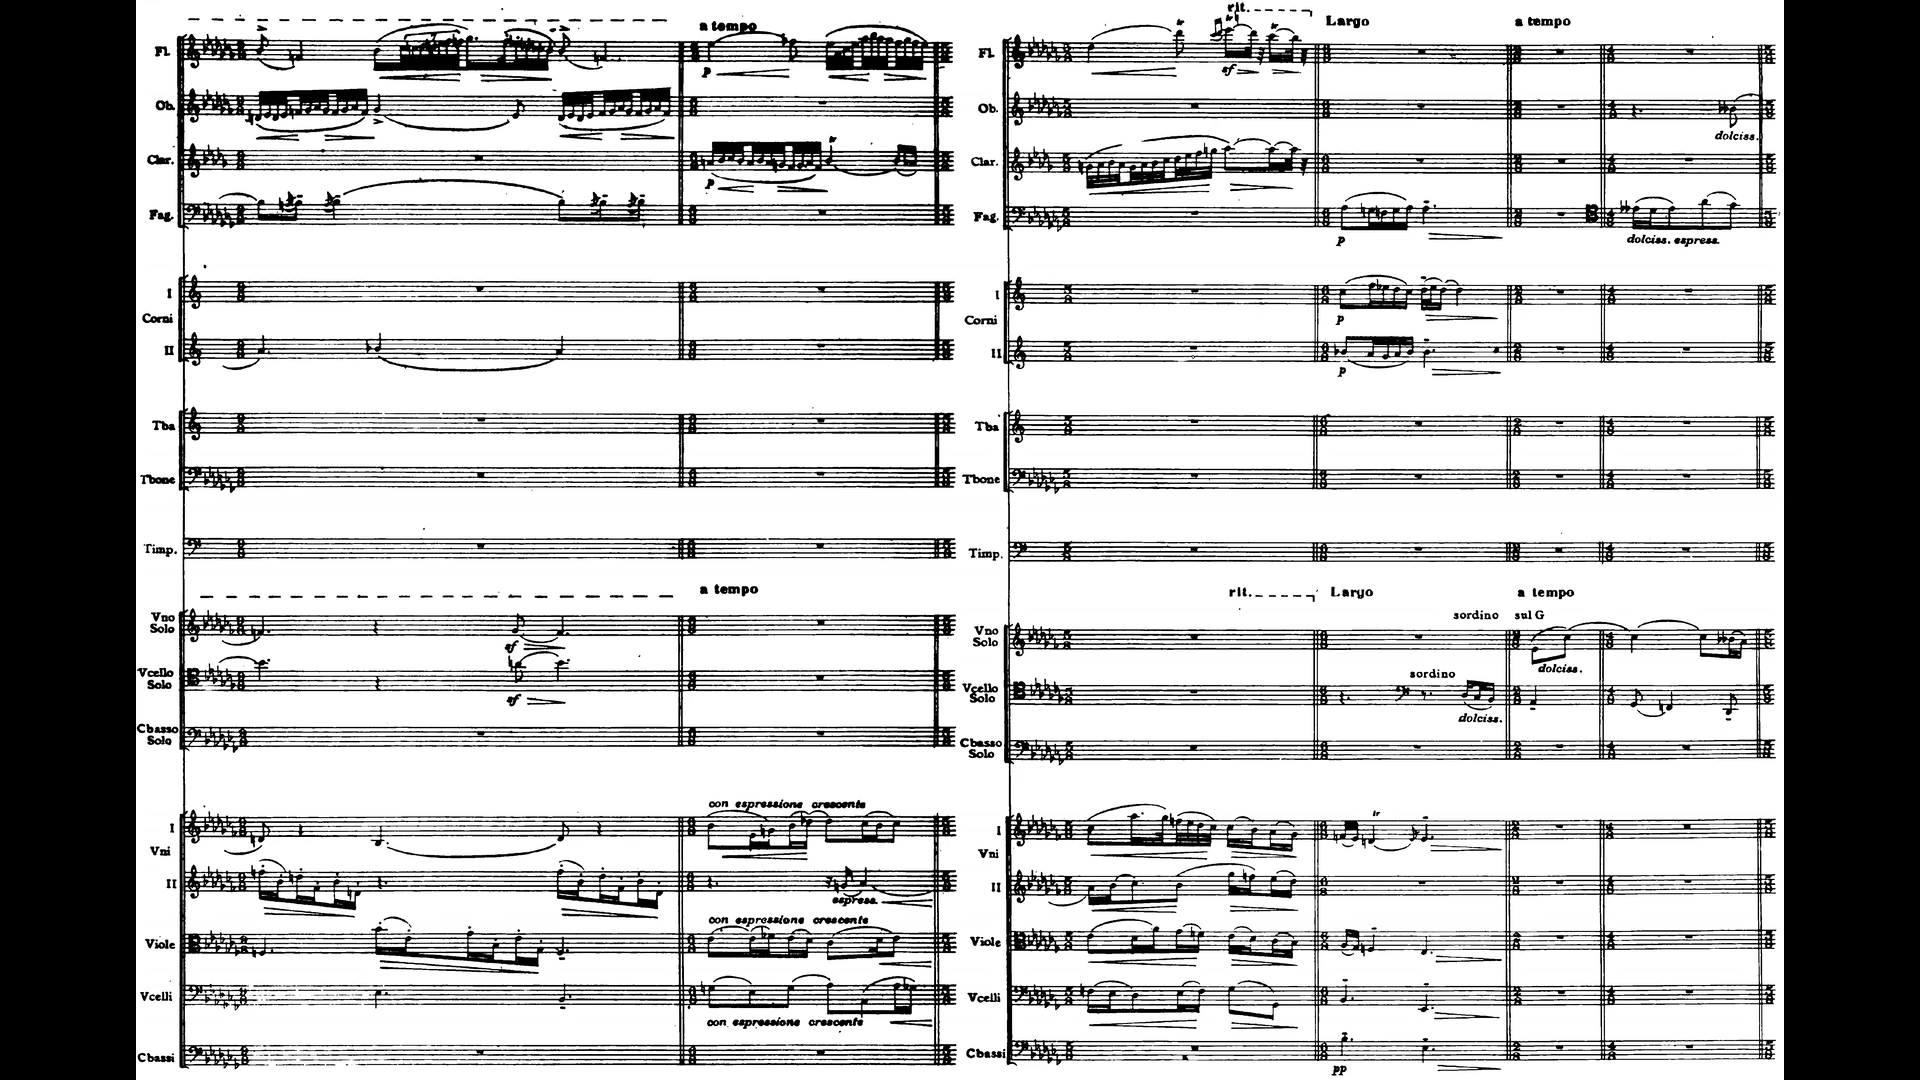 a tempo
Fl.
p
Ob.
Clar.
p
Fag.
I
Corni
II
Tba
Tbone
Timp.
a tempo
Vno
Solo
sf
Vcello
Solo
sf
Cbasso
Solo
con espressione crescente
I
Vni
II
espress.
con espressione crescente
Viole
Vcelli
con espressione crescente
Cbassi
rit.
Largo
a tempo
Fl.
sf
Ob.
dolciss.
Clar.
Fag.
p
dolciss. espress.
I
p
Corni
II
p
Tba
Tbone
Timp.
rit.
Largo
a tempo
sordino
sul G
Vno
Solo
dolciss.
sordino
Vcello
Solo
dolciss.
Cbasso
Solo
I
Vni
II
Viole
Vcelli
Cbassi
pp